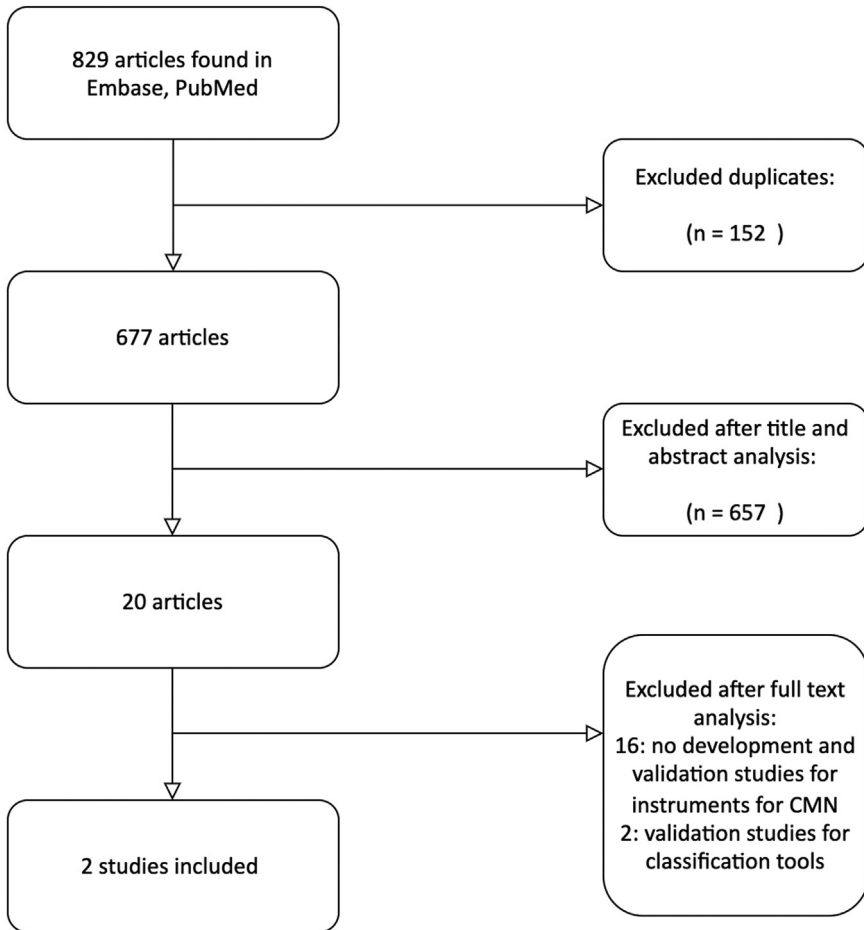 829 articles found in
Embase, PubMed
Excluded duplicates:
(n = 152 )
677 articles
Excluded after title and
abstract analysis:
(n = 657 )
20 articles
Excluded after full text
analysis:
16: no development and
validation studies for
instruments for CMN
2: validation studies for
classification tools
2 studies included